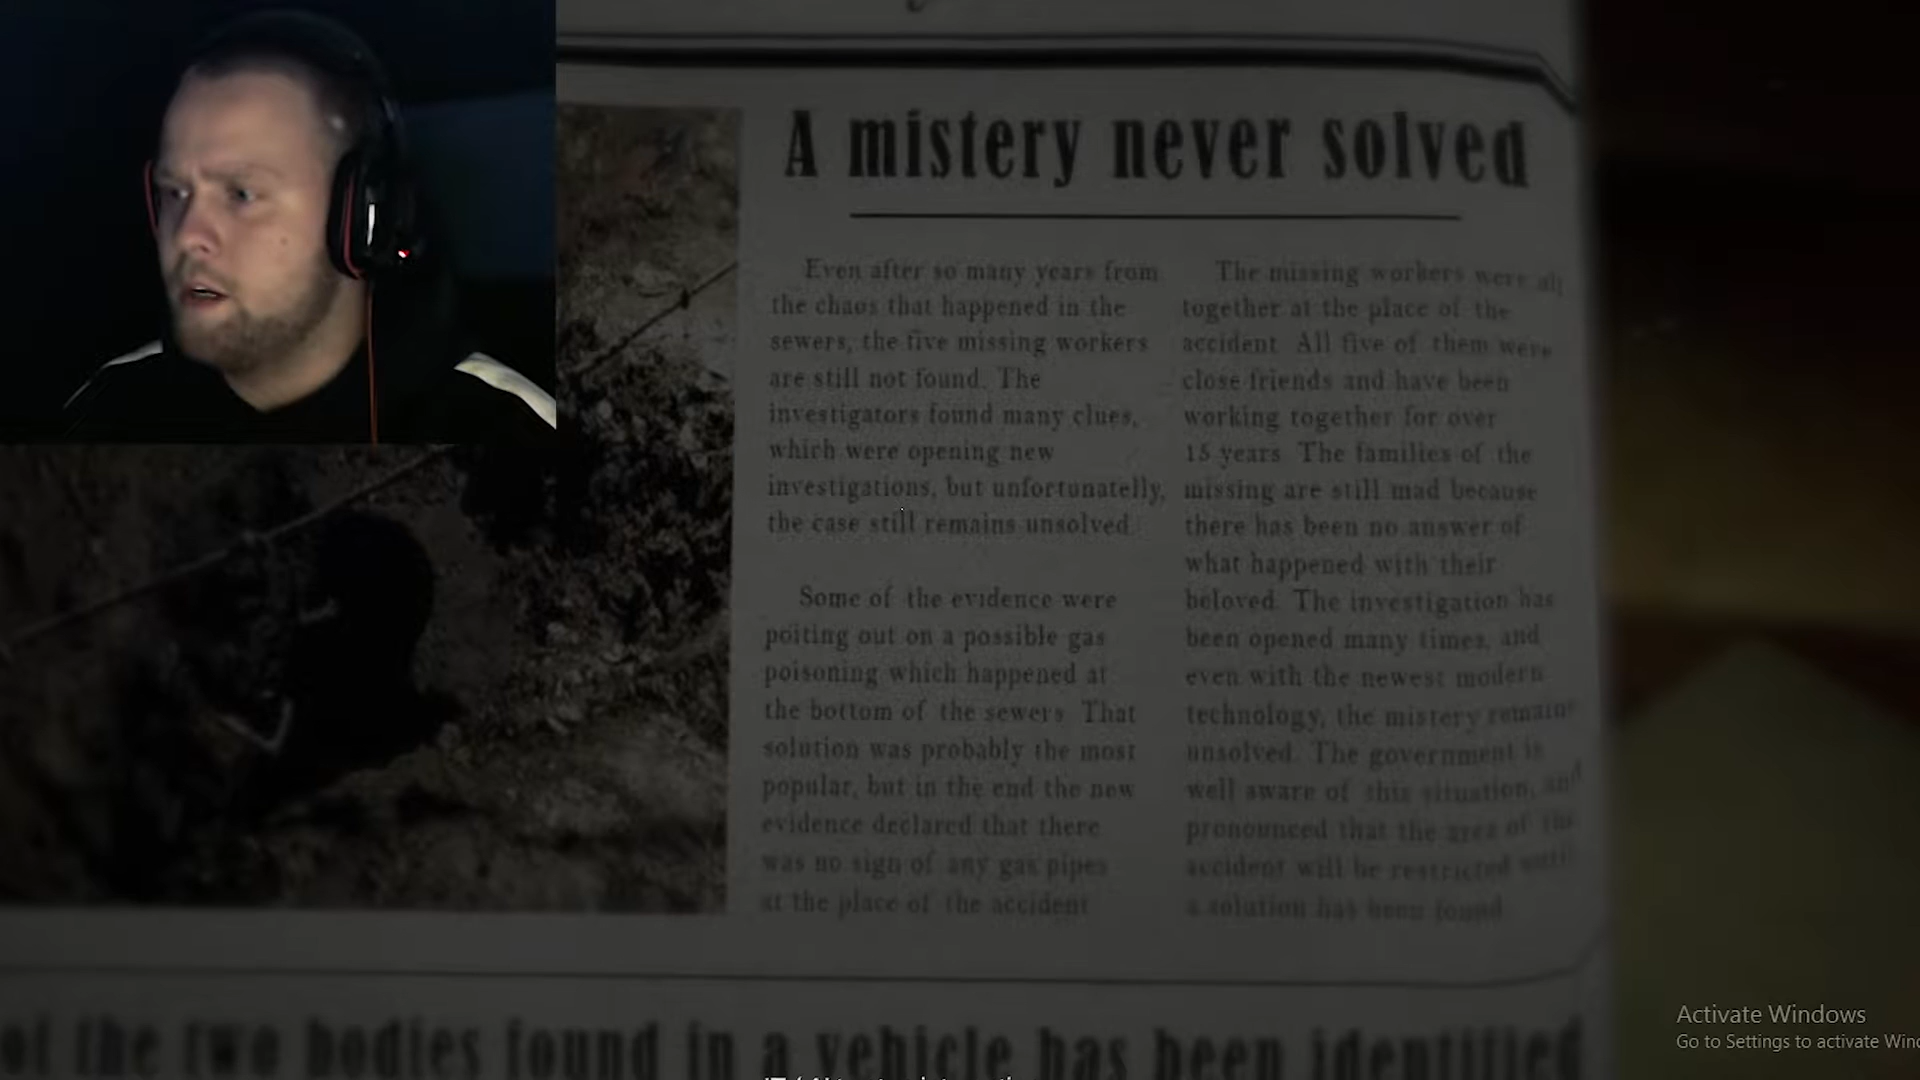 A mistery never solved
Even after so many years from
the chaos that happened in the
sewers, the five missing workers
are still not found. The
investigators found many clues,
which were opening new
investigations, but unfortunatelly,
the case still remains unsolved.
Some of the evidence were
poiting out on a possible gas
poisoning which happened at
the bottom of the sewers. That
solution was probably the most
popular, but in the end the new
evidence declared that there
was no sign of any gas pipes
at the place of the accident
The missing workers were all
together at the place of the
accident. All five of them were
close friends and have been
working together for over
15 years. The families of the
missing are still mad because
there has been no answer of
what happened with their
beloved. The investigation has
been opened many times, and
even with the newest modern
technology, the mistery remains
unsolved. The government is
well aware of this situation, and
pronounced that the area of the
accident will be restricted until
a solution has been found
of the two bodies found in a vehicle has been identified
Activate Windows
Go to Settings to activate Win